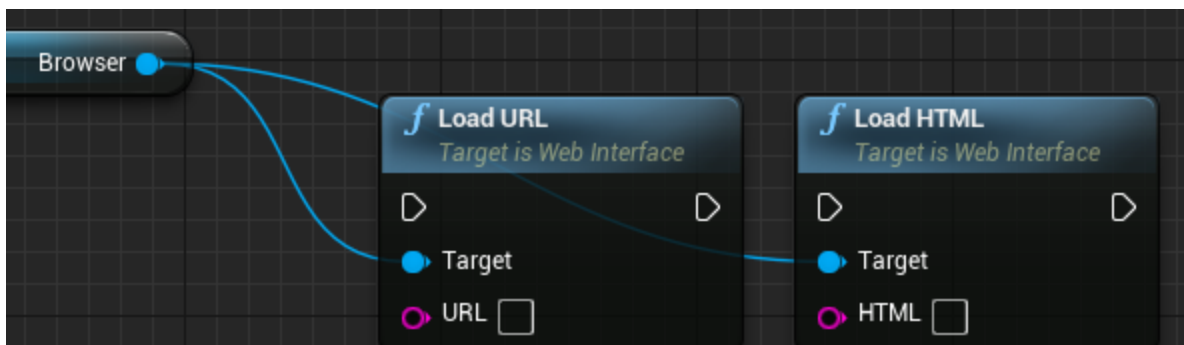 Browser
Load URL
Target is Web Interface
Target
URL
Load HTML
Target is Web Interface
Target
HTML